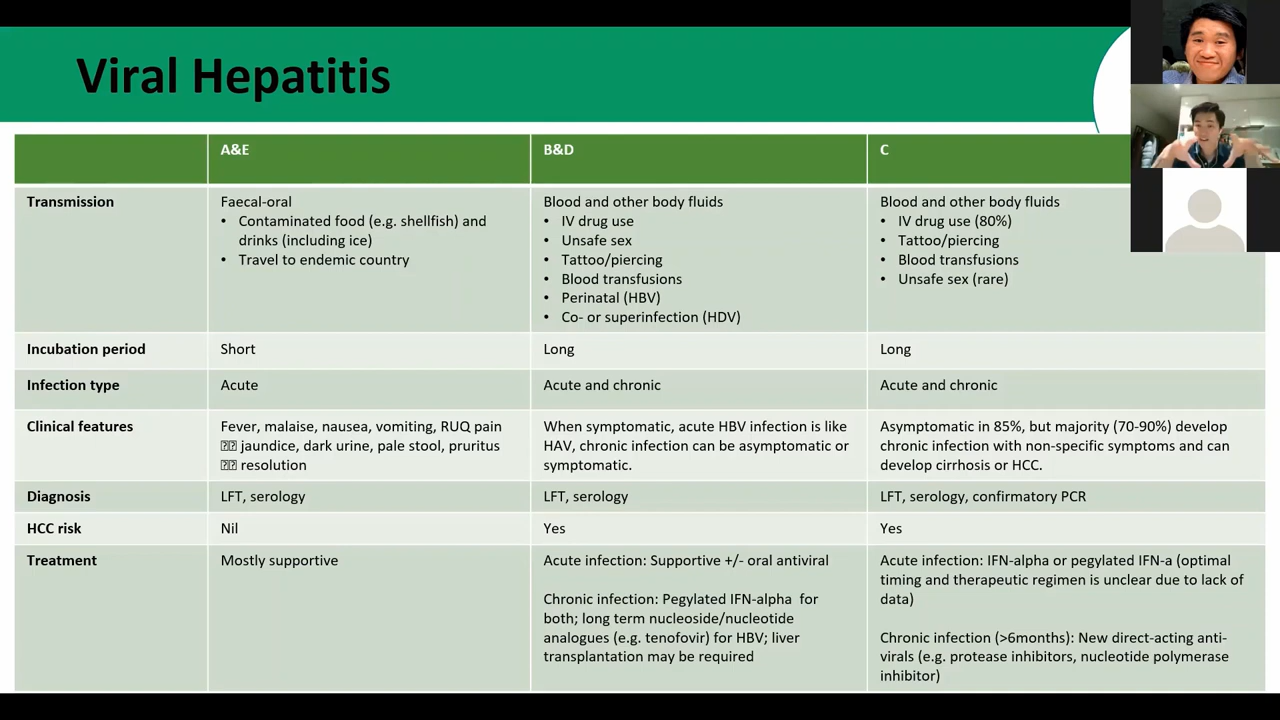 Viral Hepatitis
A&E
B&D
C
Transmission
Faecal-oral
• Contaminated food (e.g. shellfish) and
drinks (including ice)
• Travel to endemic country
Blood and other body fluids
• IV drug use
• Unsafe sex
• Tattoo/piercing
• Blood transfusions
• Perinatal (HBV)
• Co- or superinfection (HDV)
Blood and other body fluids
• IV drug use (80%)
• Tattoo/piercing
• Blood transfusions
• Unsafe sex (rare)
Incubation period
Short
Long
Long
Infection type
Acute
Acute and chronic
Acute and chronic
Clinical features
Fever, malaise, nausea, vomiting, RUQ pain
jaundice, dark urine, pale stool, pruritus
resolution
When symptomatic, acute HBV infection is like
HAV, chronic infection can be asymptomatic or
symptomatic.
Asymptomatic in 85%, but majority (70-90%) develop
chronic infection with non-specific symptoms and can
develop cirrhosis or HCC.
Diagnosis
LFT, serology
LFT, serology
LFT, serology, confirmatory PCR
HCC risk
Nil
Yes
Yes
Treatment
Mostly supportive
Acute infection: Supportive +/- oral antiviral
Chronic infection: Pegylated IFN-alpha for
both; long term nucleoside/nucleotide
analogues (e.g. tenofovir) for HBV; liver
transplantation may be required
Acute infection: IFN-alpha or pegylated IFN-a (optimal
timing and therapeutic regimen is unclear due to lack of
data)
Chronic infection (>6months): New direct-acting anti-
virals (e.g. protease inhibitors, nucleotide polymerase
inhibitor)